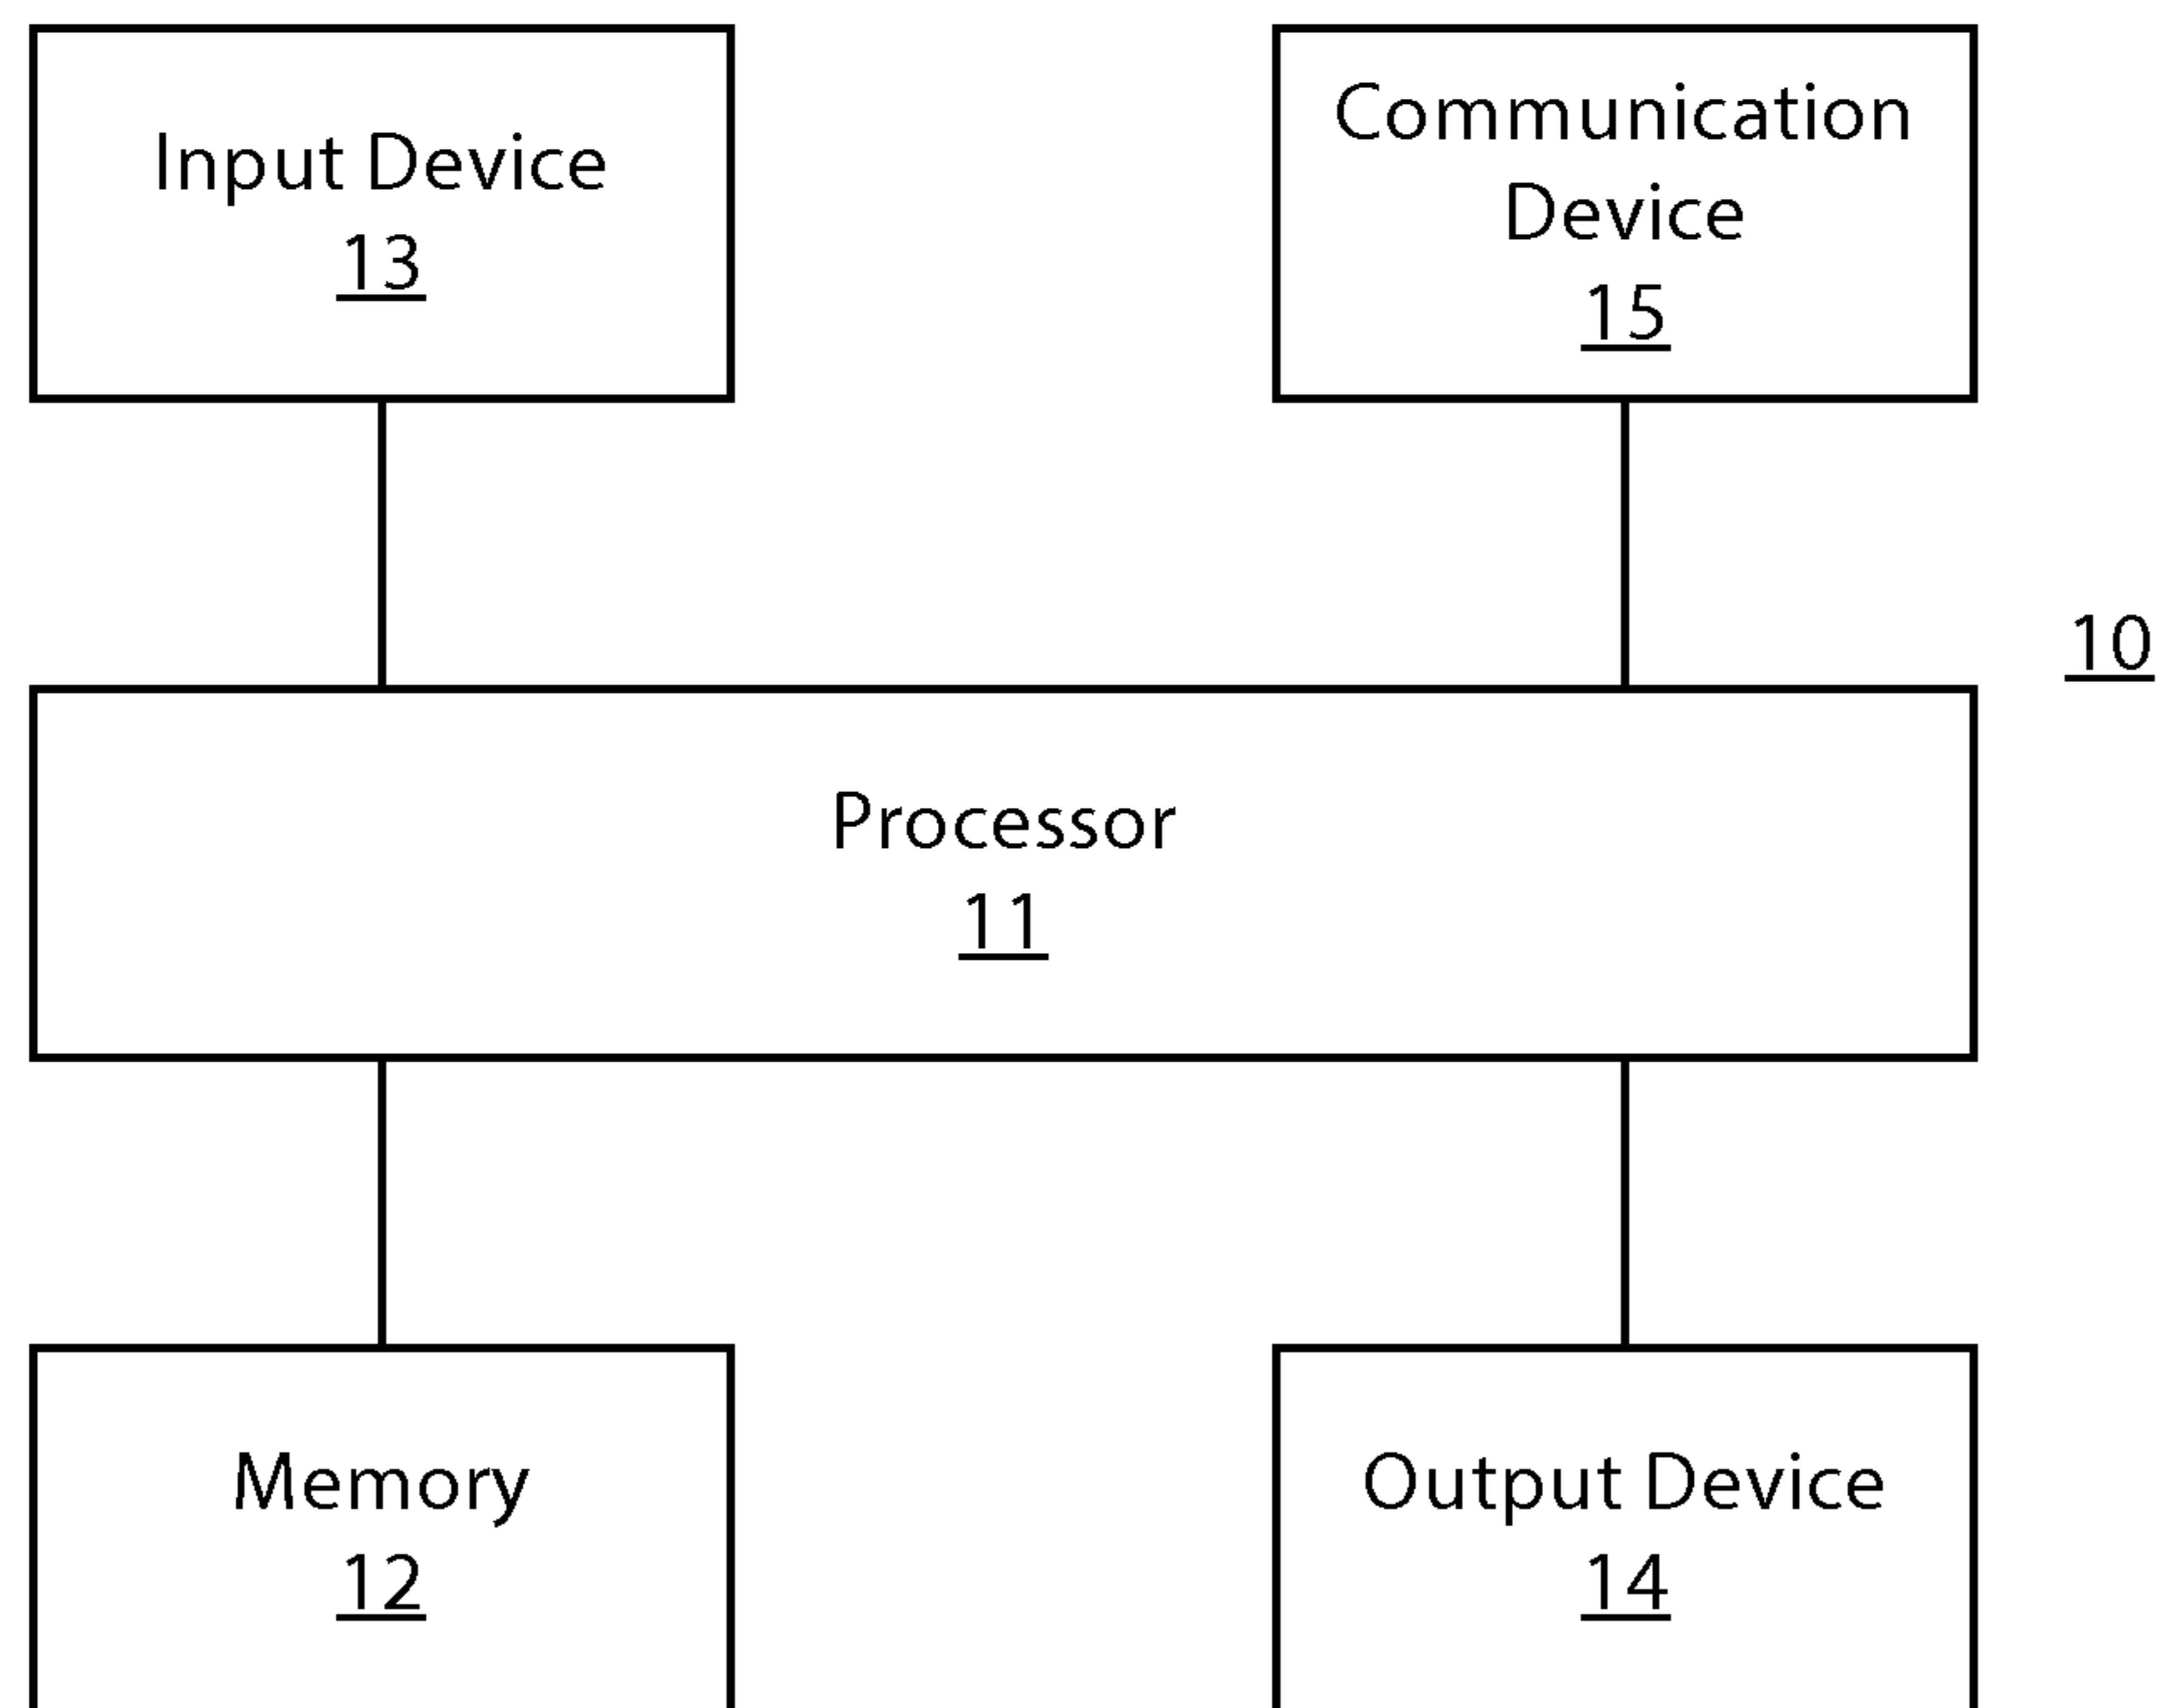 Input Device
13
Communication
Device
15
10
Processor
11
Memory
12
Output Device
14